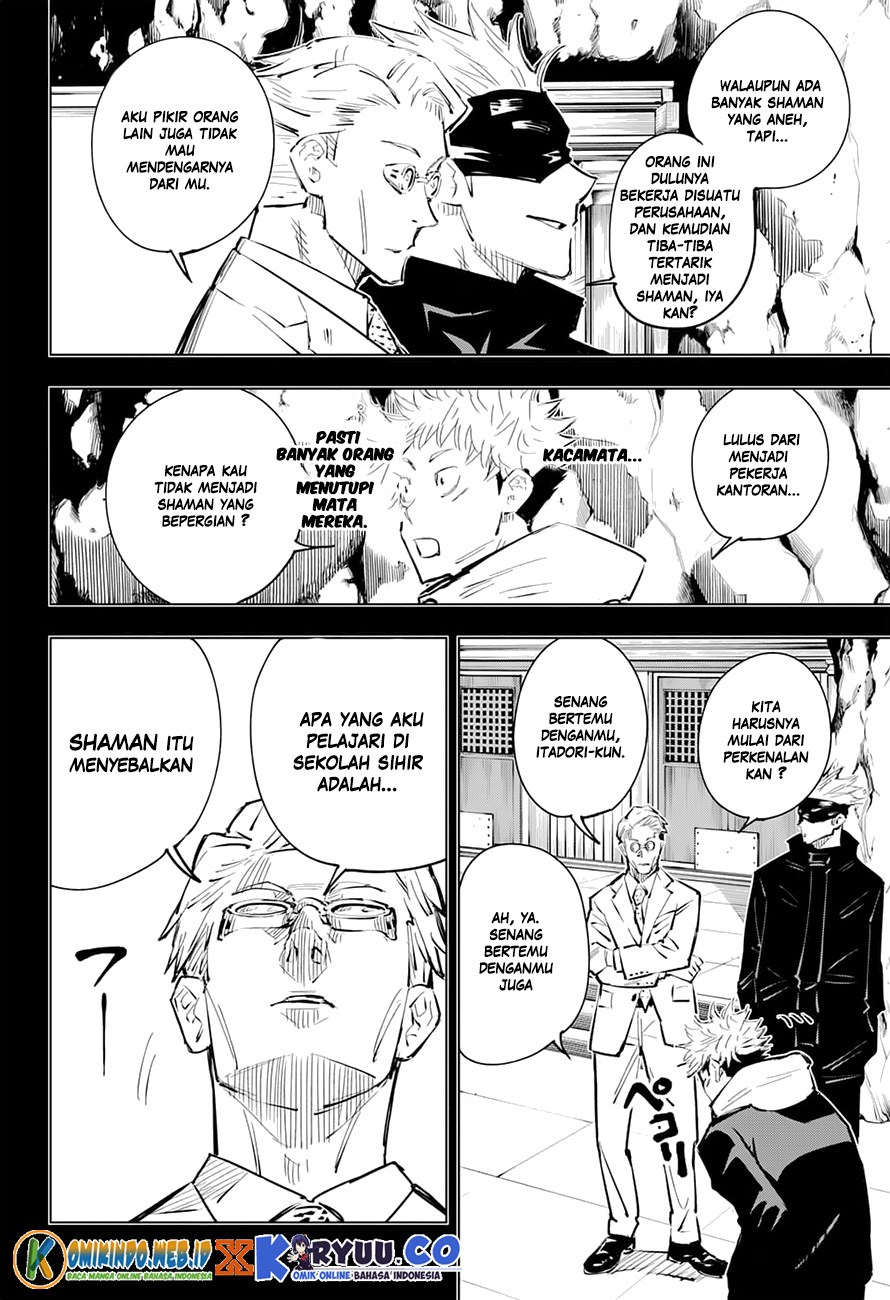 WALAUPUN ADA
BANYAK SHAMAN
YANG ANEH,
TAPI...
ORANG INI
DULUNYA
BEKERJA DISUATU
PERUSAHAAN,
DAN KEMUDIAN
TIBA-TIBA
TERTARIK
MENJADI
SHAMAN, IYA
KAN?
AKU PIKIR ORANG
LAIN JUGA TIDAK
MAU
MENDENGARNYA
DARI MU.
LULUS DARI
MENJADI
PEKERJA
KANTORAN...
KACAMATA...
PASTI
BANYAK ORANG
YANG
MENUTUPI
MATA
MEREKA.
KENAPA KAU
TIDAK MENJADI
SHAMAN YANG
BEPERGIAN ?
KITA
HARUSNYA
MULAI DARI
PERKENALAN
KAN ?
SENANG
BERTEMU
DENGANMU,
ITADORI-KUN.
AH, YA.
SENANG
BERTEMU
DENGANMU
JUGA
ペコリ
APA YANG AKU
PELAJARI DI
SEKOLAH SIHIR
ADALAH...
SHAMAN ITU
MENYEBALKAN
フー
KOMIKINDO.WEB.ID X KIRYUU.CO
BACA MANGA ONLINE BAHASA INDONESIA
OMIK ONLINE BAHASA INDONESIA